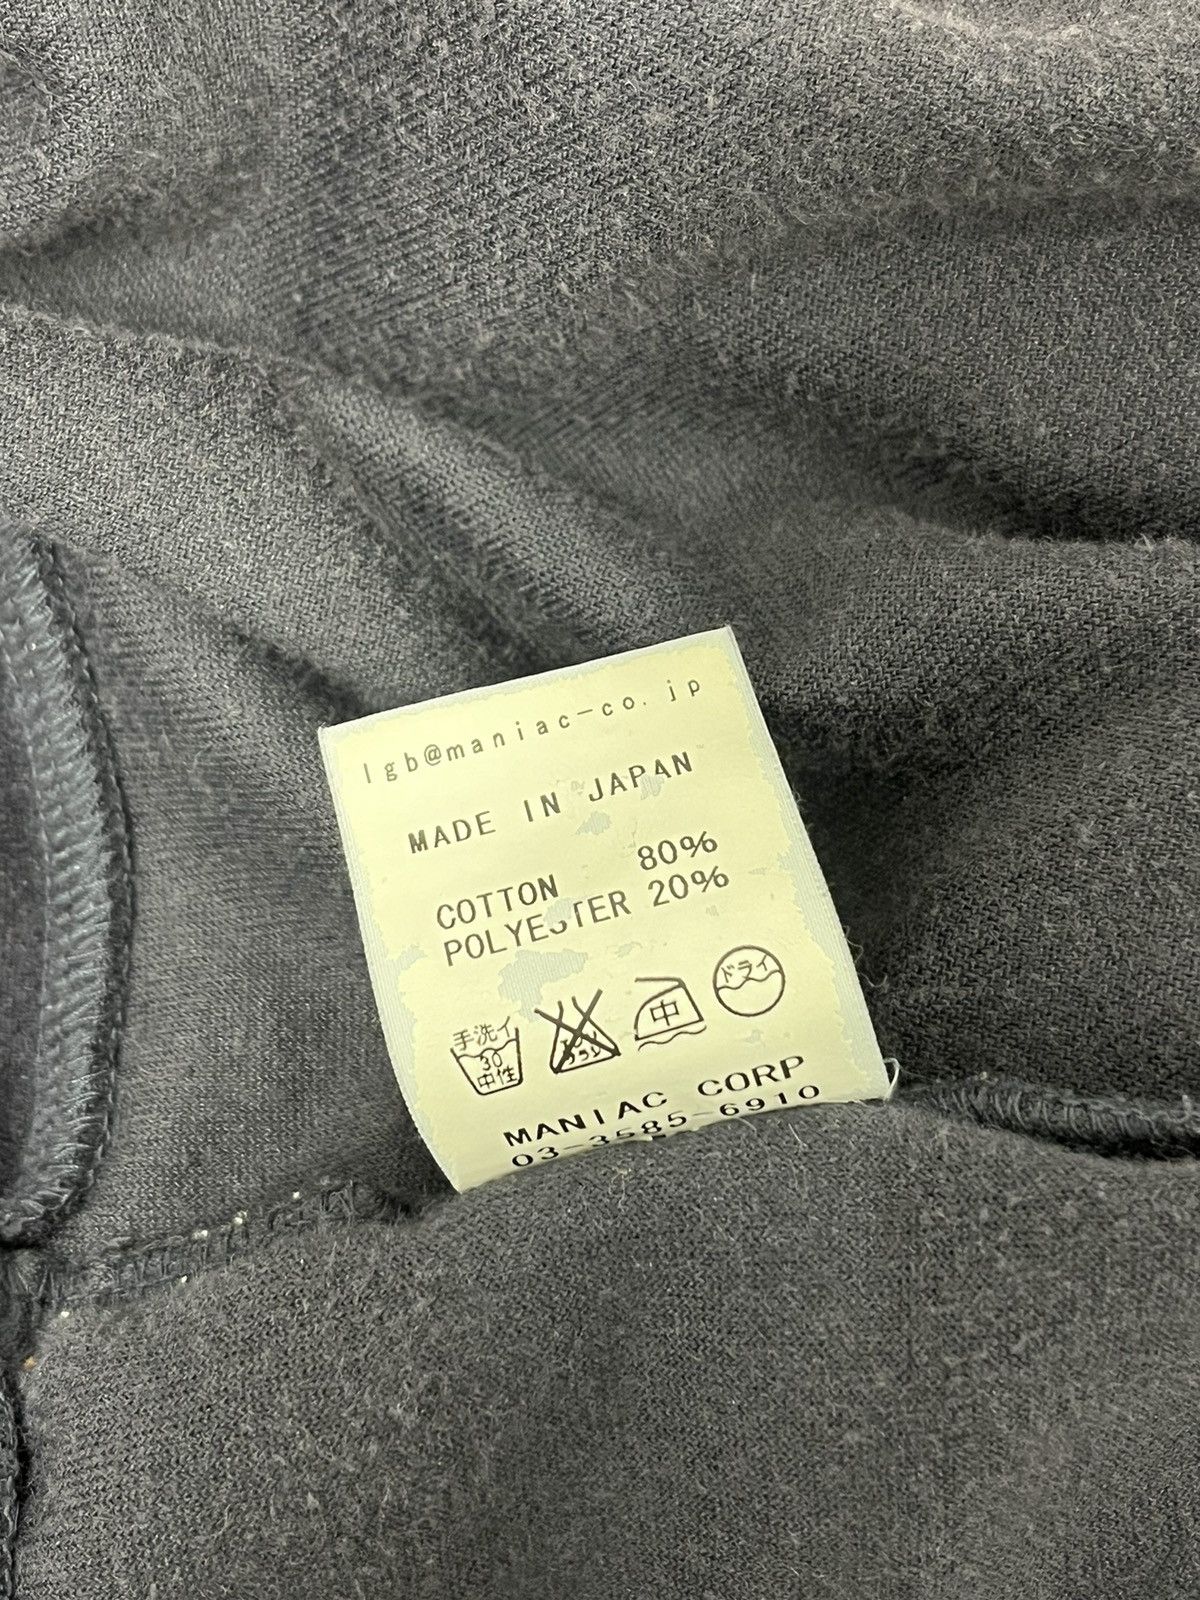 lgb@maniac-co.jp
MADE IN JAPAN
COTTON 80%
POLYESTER 20%
手洗イ
30
中性
中
ドライ
MANIAC CORP
03-3585-6910